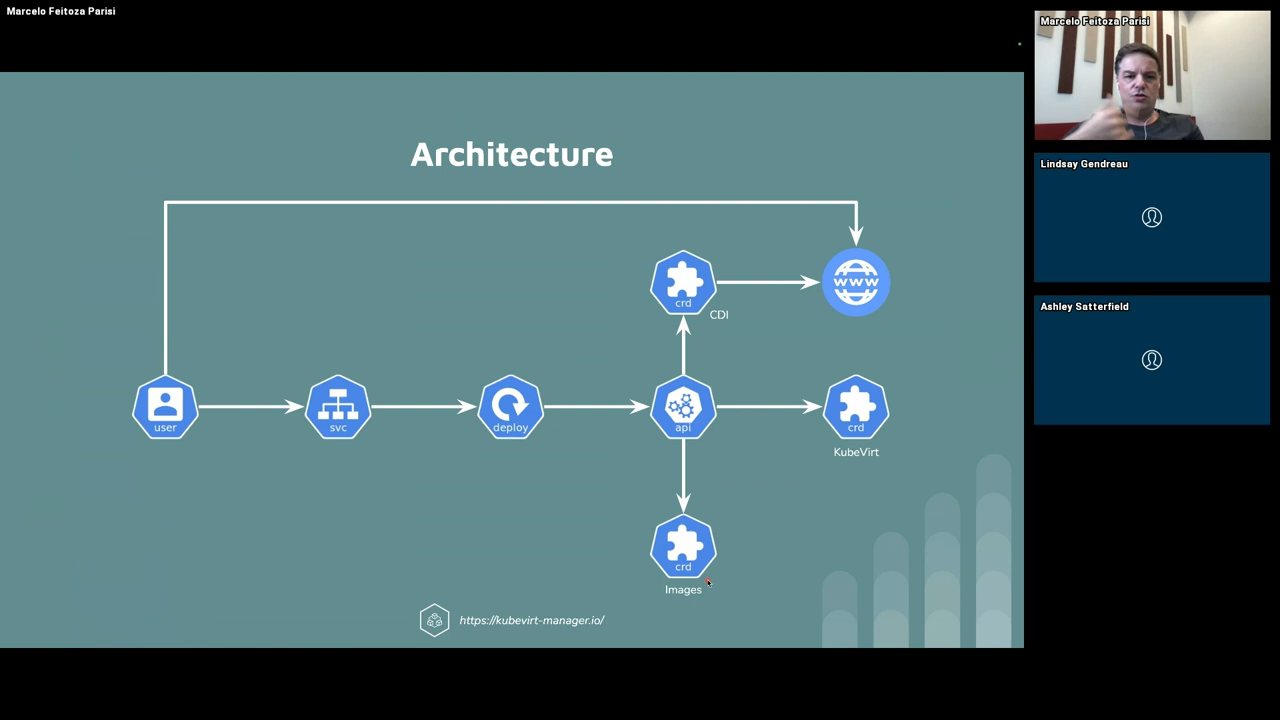 Marcelo Feitoza Parisi
Marcelo Feitoza Parisi
Lindsay Gendreau
Ashley Satterfield
Architecture
www
crd
CDI
user
svc
deploy
api
crd
KubeVirt
crd
Images
https://kubevirt-manager.io/